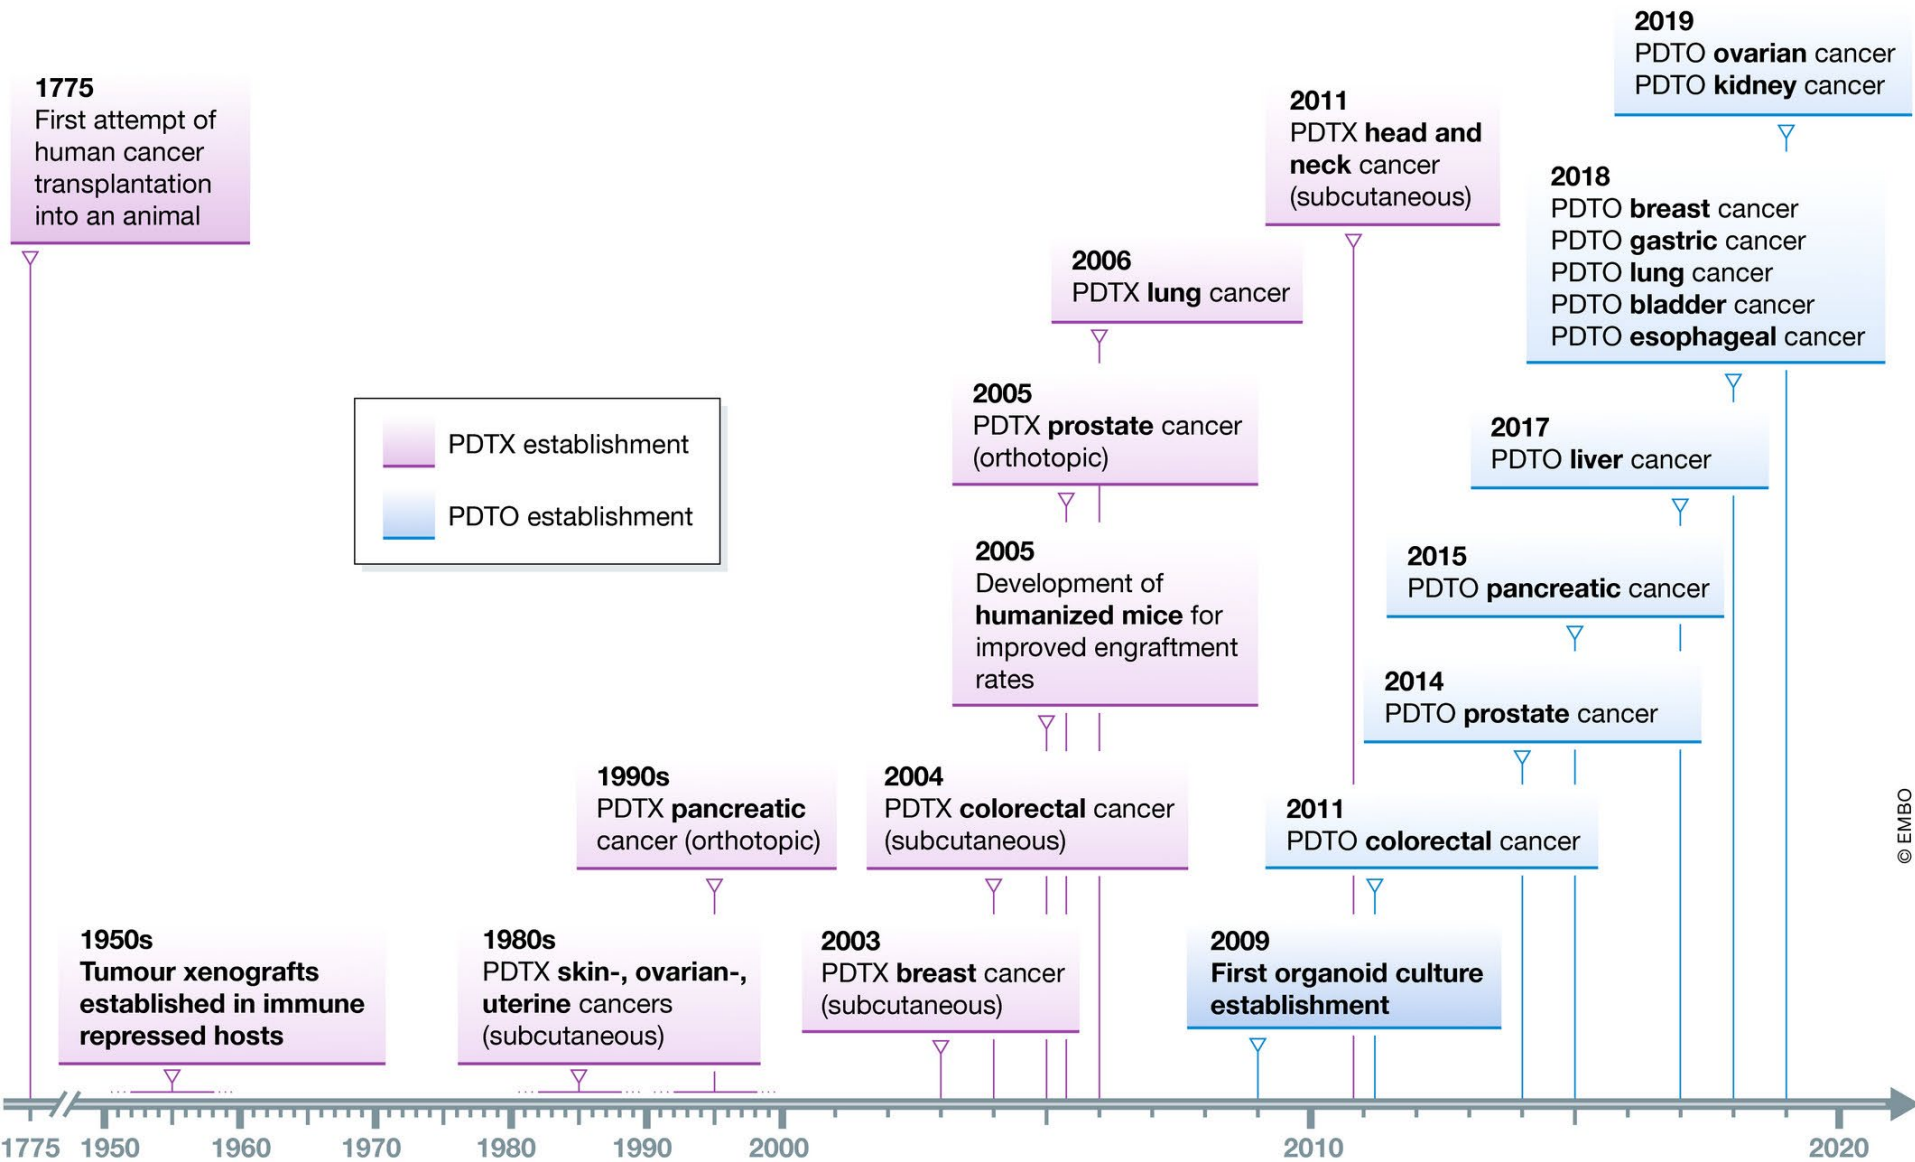 1775
First attempt of
human cancer
transplantation
into an animal
PDTX establishment
PDTO establishment
1950s
Tumour xenografts
established in immune
repressed hosts
1980s
PDTX skin-, ovarian-,
uterine cancers
(subcutaneous)
1990s
PDTX pancreatic
cancer (orthotopic)
2003
PDTX breast cancer
(subcutaneous)
2004
PDTX colorectal cancer
(subcutaneous)
2005
Development of
humanized mice for
improved engraftment
rates
2005
PDTX prostate cancer
(orthotopic)
2006
PDTX lung cancer
2009
First organoid culture
establishment
2011
PDTX head and
neck cancer
(subcutaneous)
2011
PDTO colorectal cancer
2014
PDTO prostate cancer
2015
PDTO pancreatic cancer
2017
PDTO liver cancer
2018
PDTO breast cancer
PDTO gastric cancer
PDTO lung cancer
PDTO bladder cancer
PDTO esophageal cancer
2019
PDTO ovarian cancer
PDTO kidney cancer
© EMBO
1775 1950 1960 1970 1980 1990 2000 2010 2020